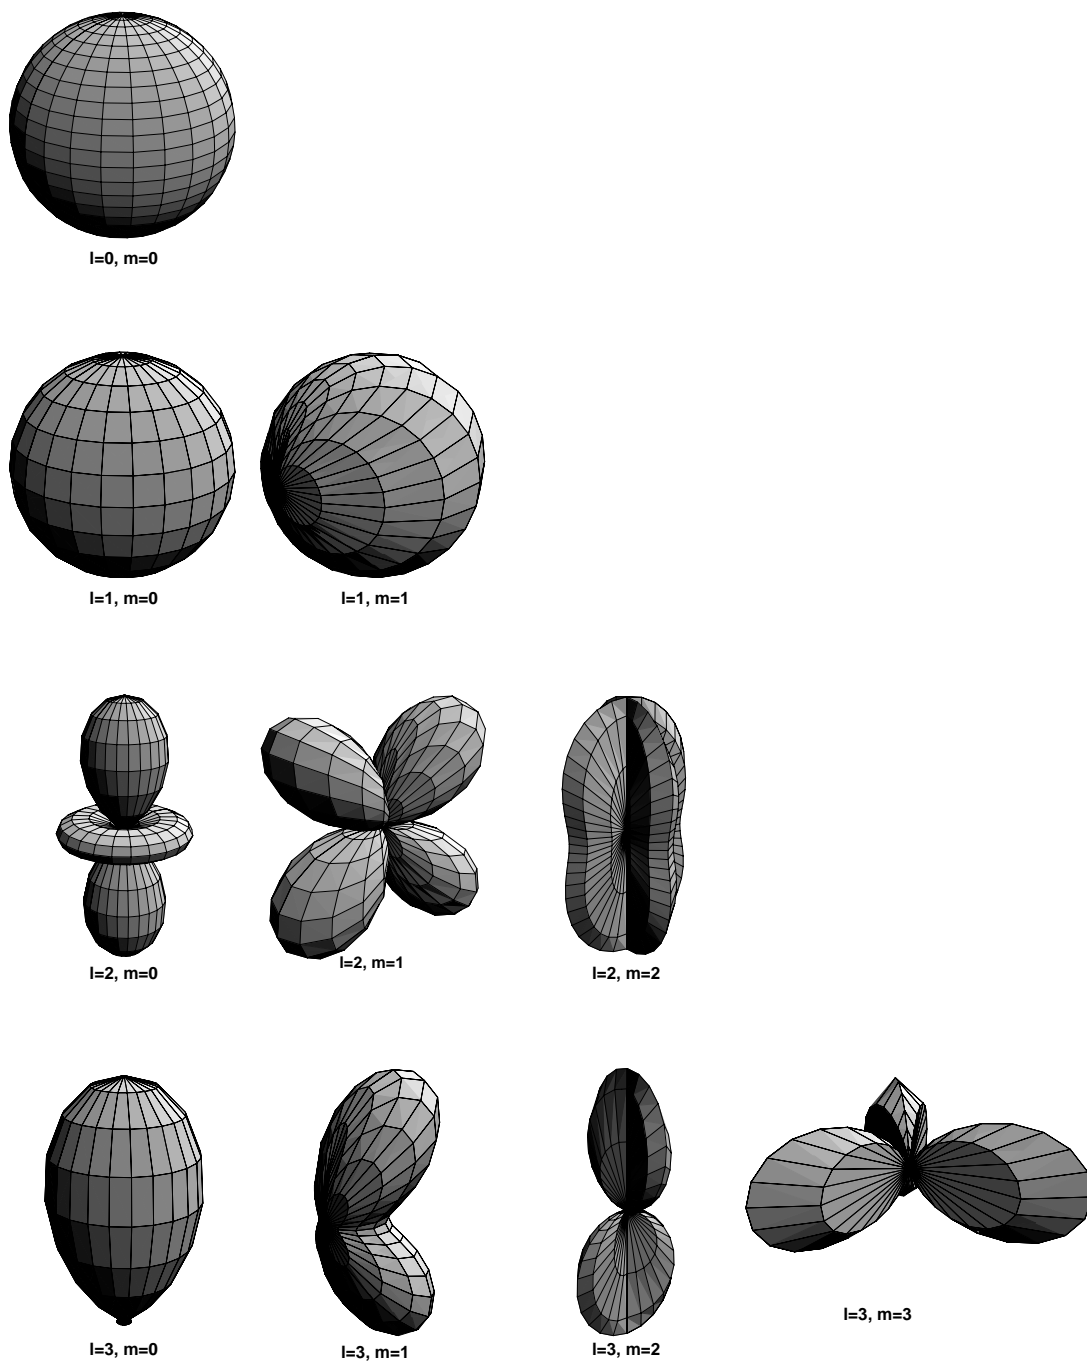 l=0, m=0
l=1, m=0
l=1, m=1
l=2, m=0
l=2, m=1
l=2, m=2
l=3, m=0
l=3, m=1
l=3, m=2
l=3, m=3